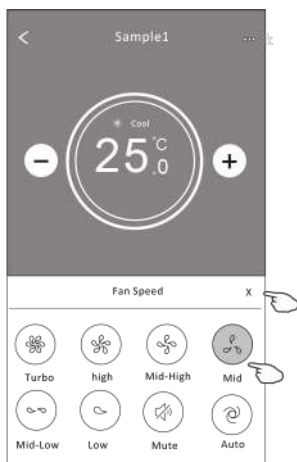 < Sample1 ...
Cool
25.0°C
− +
Fan Speed x
Turbo high Mid-High Mid
Mid-Low Low Mute Auto